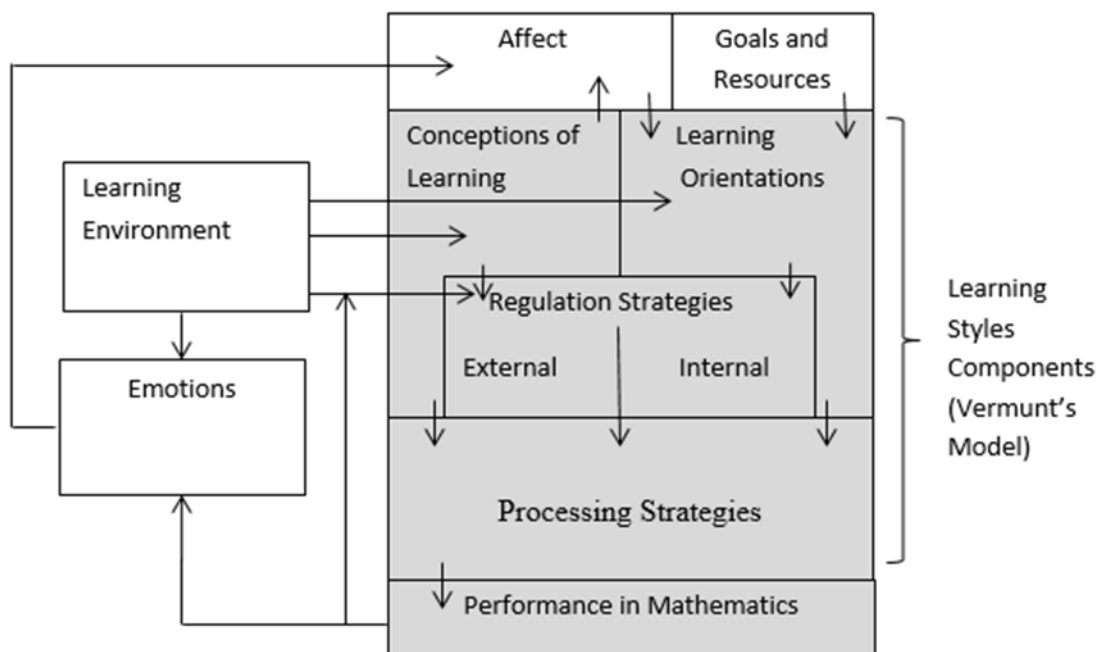 Affect
Goals and
Resources
Conceptions of
Learning
Learning
Orientations
Learning
Environment
Regulation Strategies
External
Internal
Emotions
Learning
Styles
Components
(Vermunt's
Model)
Processing Strategies
Performance in Mathematics